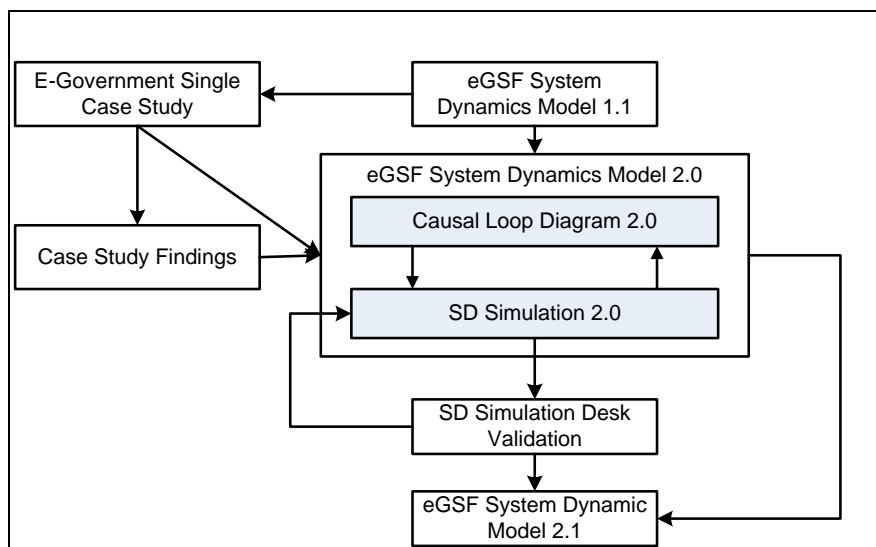 E-Government Single
Case Study
eGSF System
Dynamics Model 1.1
eGSF System Dynamics Model 2.0
Causal Loop Diagram 2.0
Case Study Findings
SD Simulation 2.0
SD Simulation Desk
Validation
eGSF System Dynamic
Model 2.1